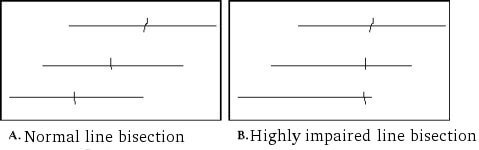 A. Normal line bisection
B. Highly impaired line bisection